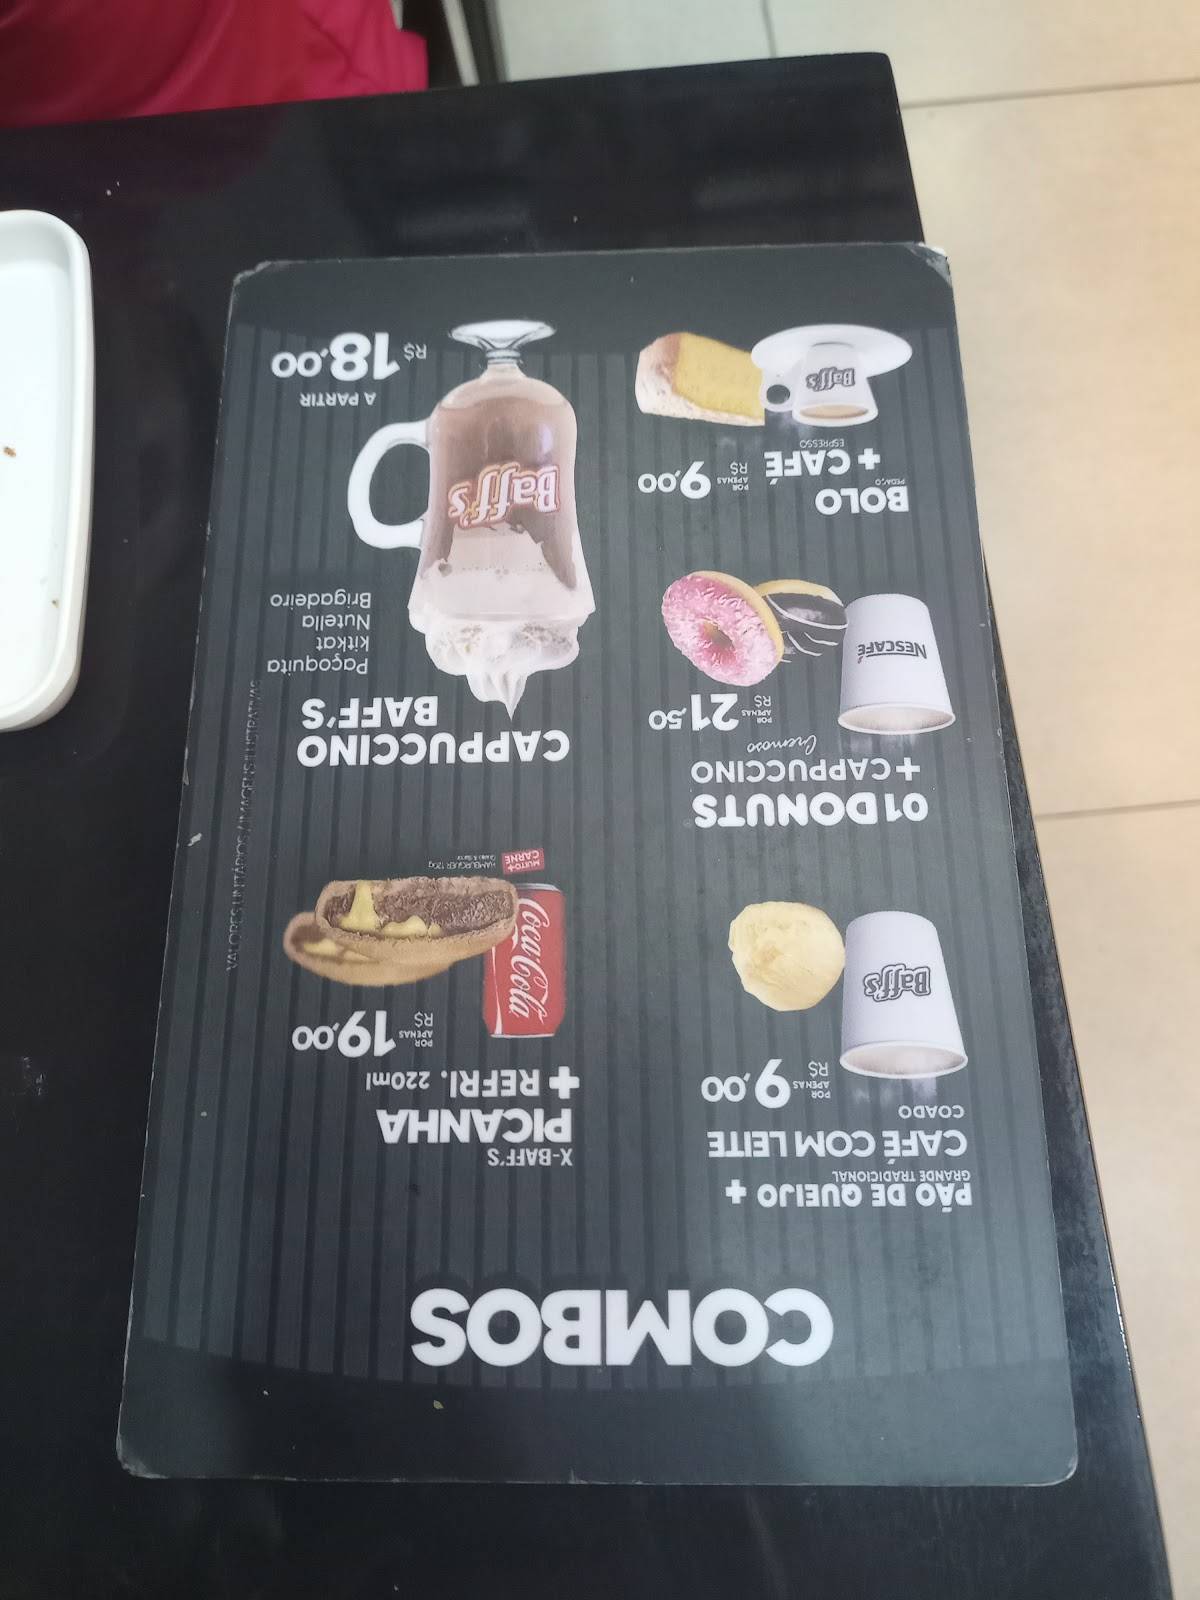 COMBOS
PÃO DE QUEIJO +
GRANDE TRADICIONAL
CAFÉ COM LEITE
COADO
POR
APENAS
R$ 9,00
Baff's
01 DONUTS
+ CAPPUCCINO
Cremoso
POR
APENAS
R$ 21,50
NESCAFÉ
BOLO
PEDAÇO
+ CAFÉ
ESPRESSO
POR
APENAS
R$ 9,00
Baff's
X-BAFF'S
PICANHA
+ REFRI. 220ml
POR
APENAS
R$ 19,00
Coca-Cola
MUITO+
CARNE
HAMBURGUER 120g
CAPPUCCINO
BAFF'S
Paçoquita
kitkat
Nutella
Brigadeiro
Baff's
A PARTIR
R$ 18,00
VALORES UNITÁRIOS / IMAGENS ILUSTRATIVAS